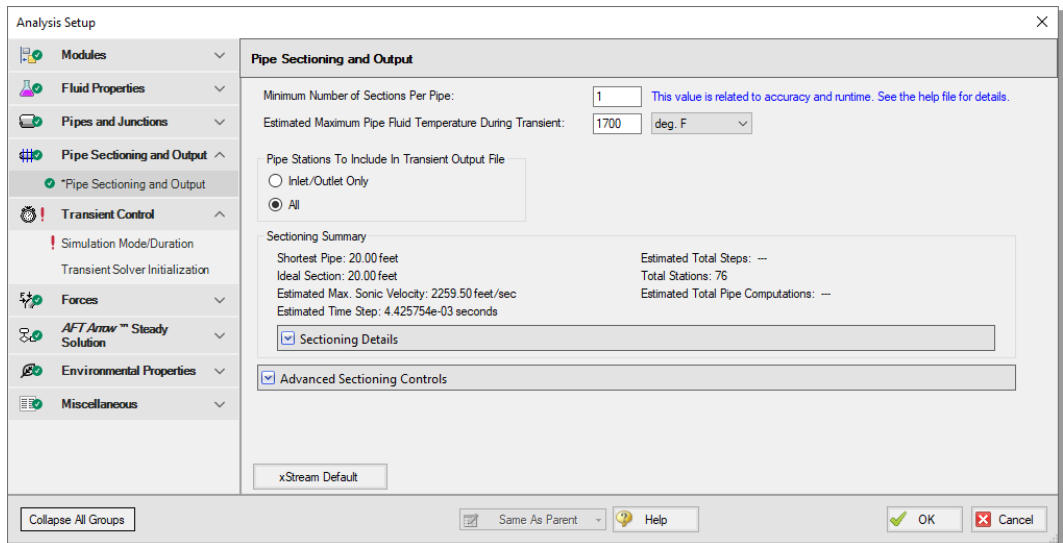 Analysis Setup
Modules
Fluid Properties
Pipes and Junctions
Pipe Sectioning and Output
*Pipe Sectioning and Output
Transient Control
Simulation Mode/Duration
Transient Solver Initialization
Forces
AFT Arrow ™ Steady
Solution
Environmental Properties
Miscellaneous
Collapse All Groups
Pipe Sectioning and Output
Minimum Number of Sections Per Pipe: 1 This value is related to accuracy and runtime. See the help file for details.
Estimated Maximum Pipe Fluid Temperature During Transient: 1700 deg. F
Pipe Stations To Include In Transient Output File
Inlet/Outlet Only
All
Sectioning Summary
Shortest Pipe: 20.00 feet
Ideal Section: 20.00 feet
Estimated Max. Sonic Velocity: 2259.50 feet/sec
Estimated Time Step: 4.425754e-03 seconds
Estimated Total Steps: ---
Total Stations: 76
Estimated Total Pipe Computations: ---
Sectioning Details
Advanced Sectioning Controls
xStream Default
Same As Parent
Help
OK
Cancel